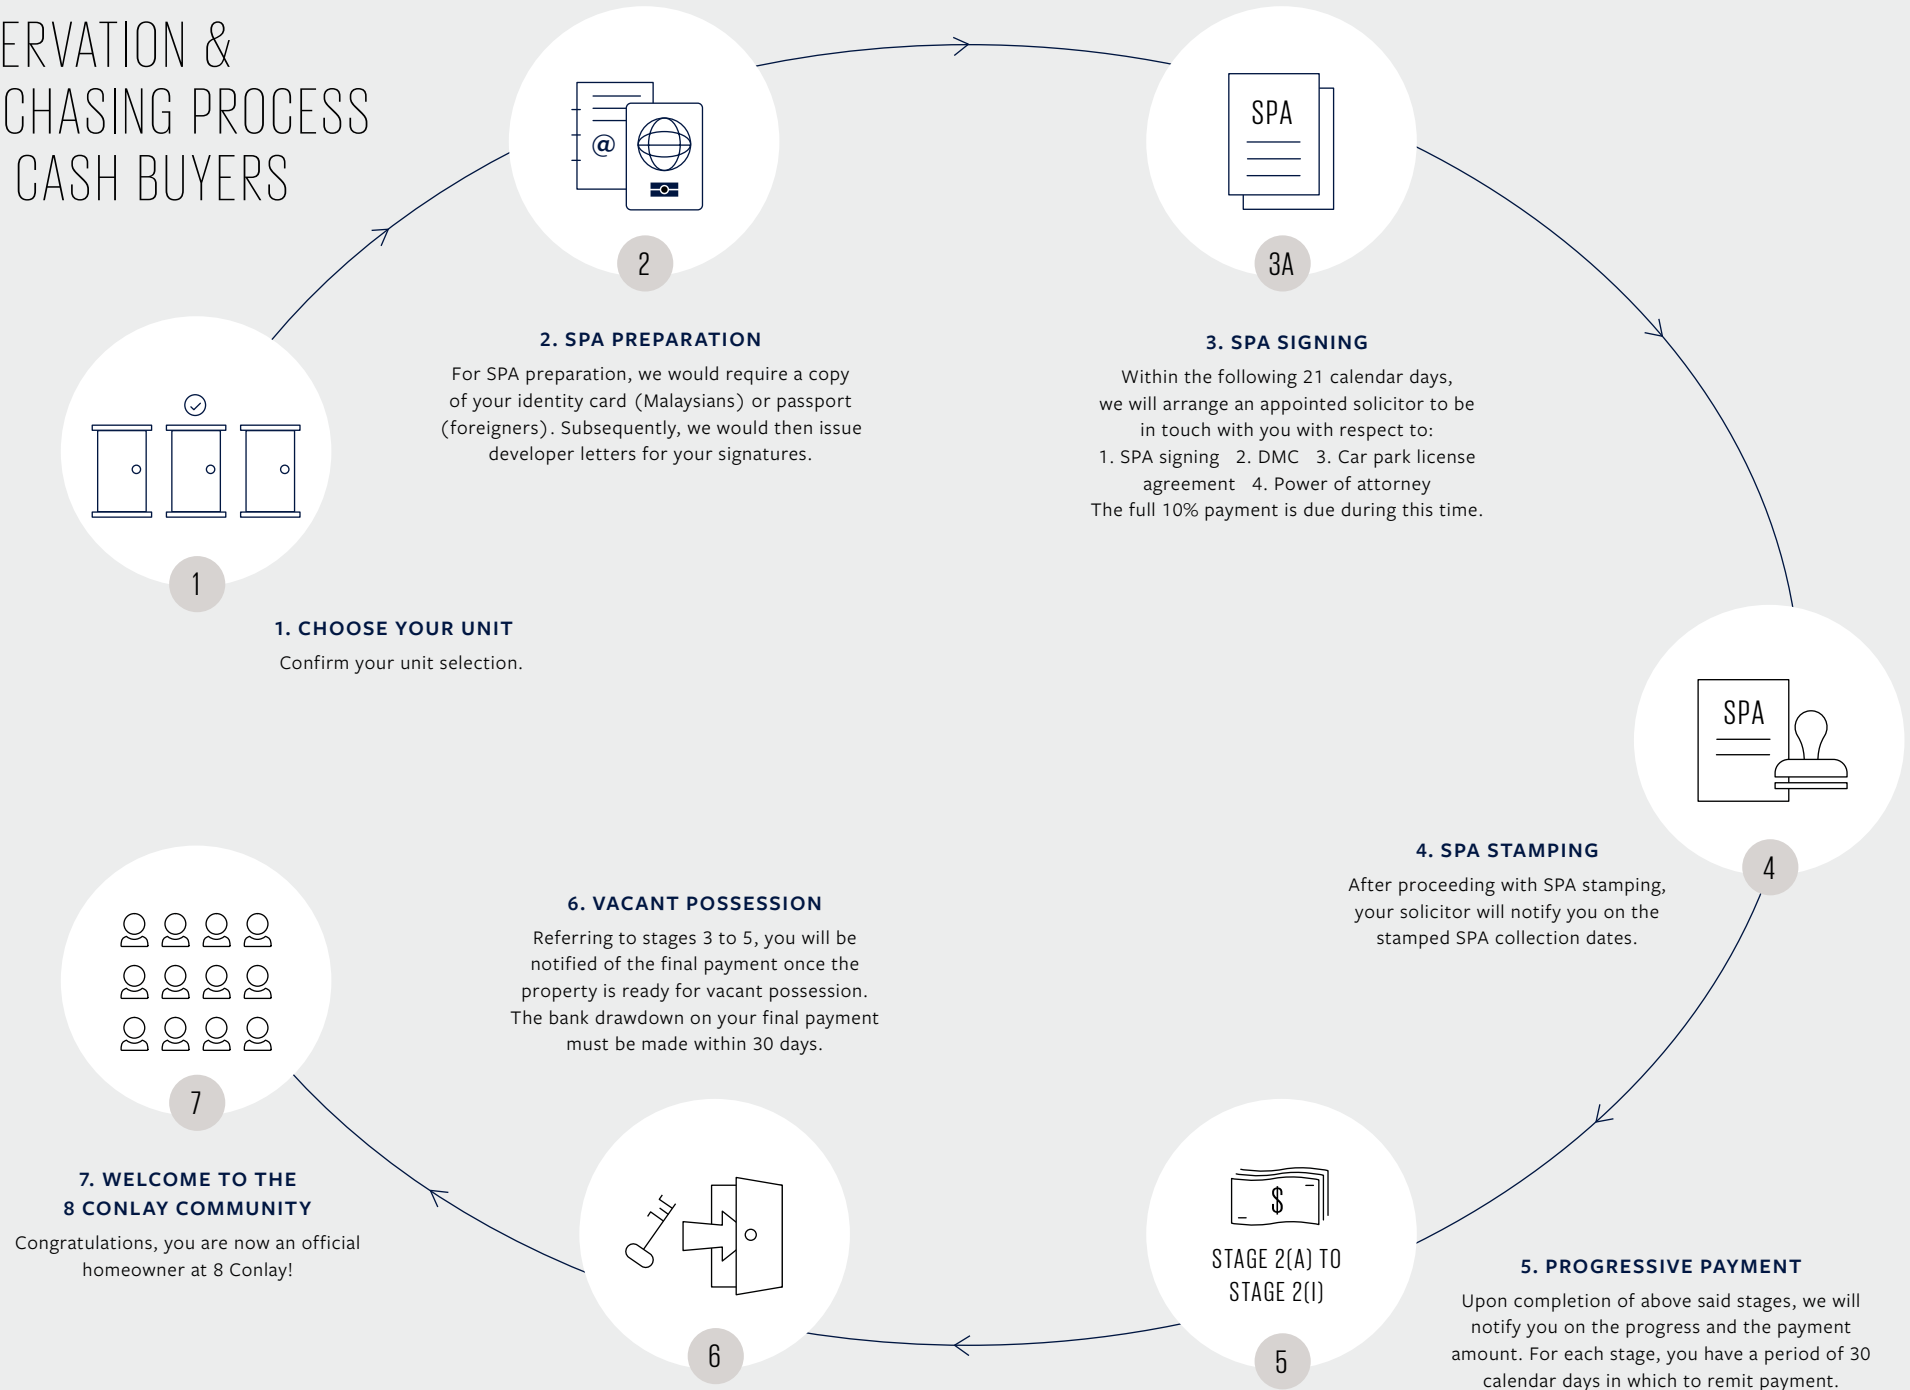 ERVATION &
CHASING PROCESS
CASH BUYERS
2
@
SPA
3A
2. SPA PREPARATION
For SPA preparation, we would require a copy
of your identity card (Malaysians) or passport
(foreigners). Subsequently, we would then issue
developer letters for your signatures.
3. SPA SIGNING
Within the following 21 calendar days,
we will arrange an appointed solicitor to be
in touch with you with respect to:
1. SPA signing 2. DMC 3. Car park license
agreement 4. Power of attorney
The full 10% payment is due during this time.
1
1. CHOOSE YOUR UNIT
Confirm your unit selection.
SPA
4
4. SPA STAMPING
After proceeding with SPA stamping,
your solicitor will notify you on the
stamped SPA collection dates.
$
STAGE 2(A) TO
STAGE 2(I)
5
5. PROGRESSIVE PAYMENT
Upon completion of above said stages, we will
notify you on the progress and the payment
amount. For each stage, you have a period of 30
calendar days in which to remit payment.
6. VACANT POSSESSION
Referring to stages 3 to 5, you will be
notified of the final payment once the
property is ready for vacant possession.
The bank drawdown on your final payment
must be made within 30 days.
6
7
7. WELCOME TO THE
8 CONLAY COMMUNITY
Congratulations, you are now an official
homeowner at 8 Conlay!